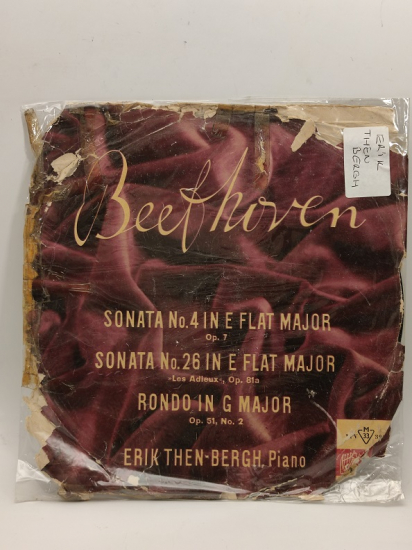 ERIK
THEN
BERGH
Beethoven
SONATA No. 4 IN E FLAT MAJOR
Op. 7
SONATA No. 26 IN E FLAT MAJOR
»Les Adieux«, Op. 81a
RONDO IN G MAJOR
Op. 51, No. 2
ERIK THEN-BERGH, Piano
M
33